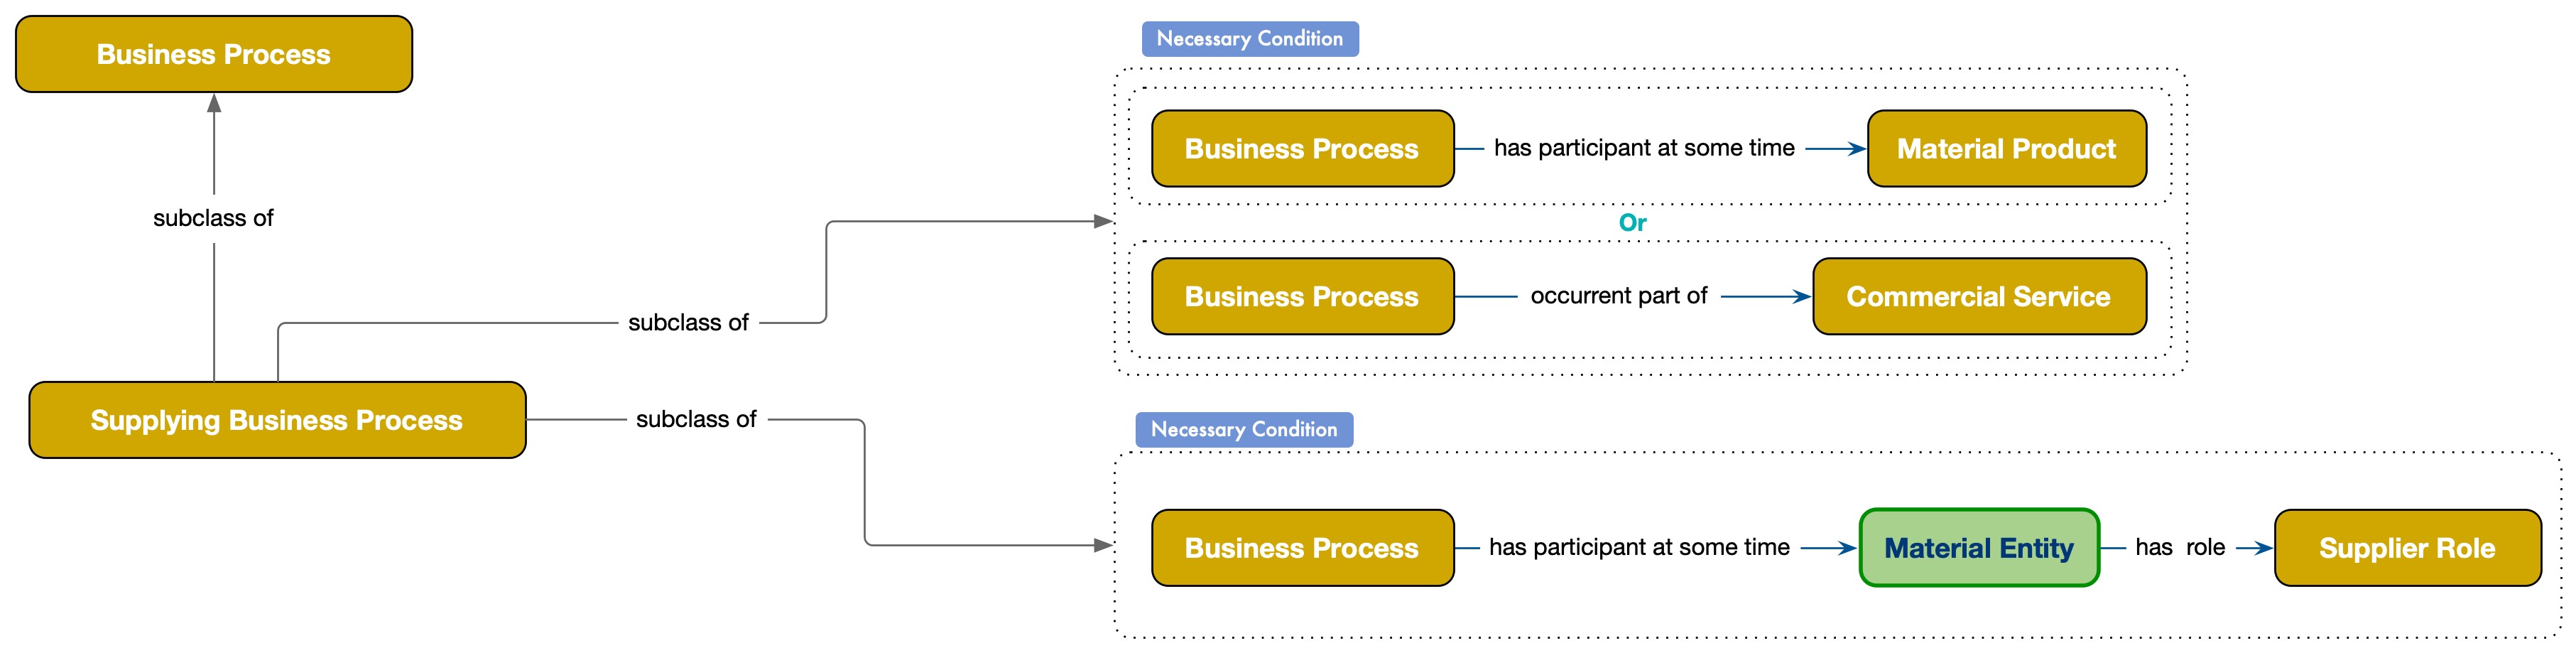 Business Process
subclass of
Supplying Business Process
subclass of
subclass of
Necessary Condition
Business Process has participant at some time Material Product
Or
Business Process occurrent part of Commercial Service
Necessary Condition
Business Process has participant at some time Material Entity has role Supplier Role